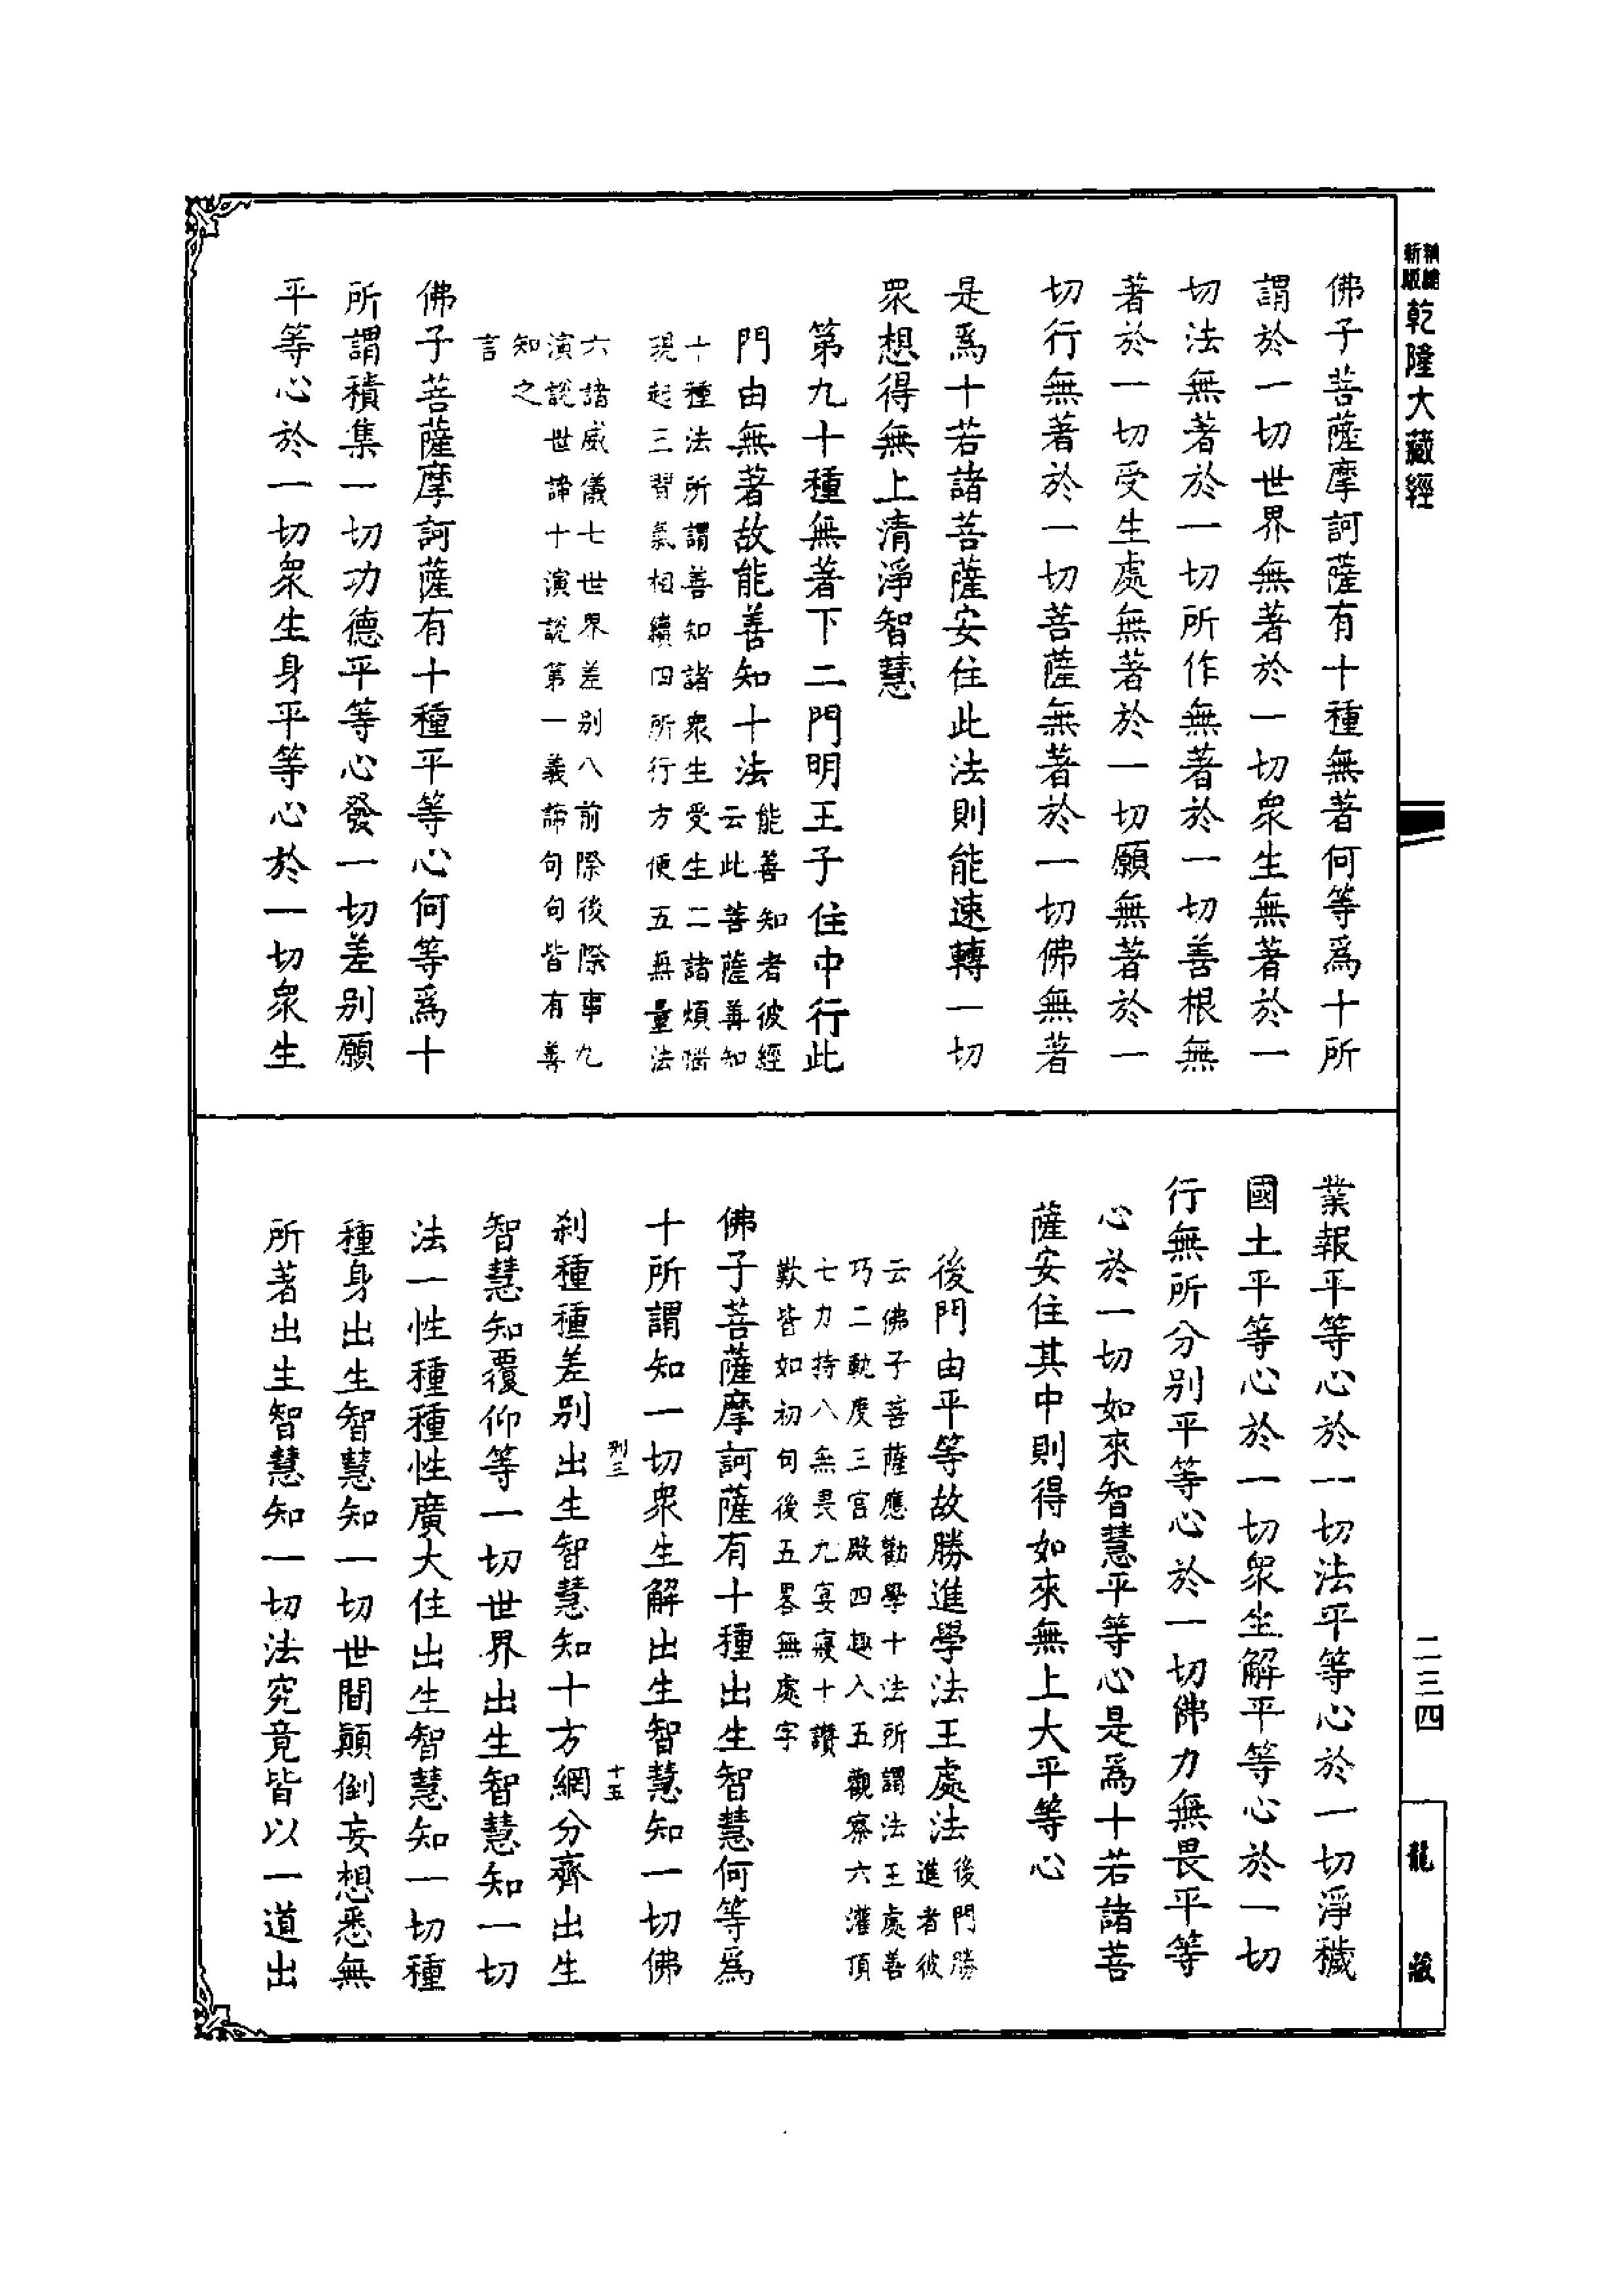 精縮
新版
乾隆大藏經
佛子菩薩摩訶薩有十種無著何等爲十所
謂於一切世界無著於一切衆生無著於一
切法無著於一切所作無著於一切善根無
著於一切受生處無著於一切願無著於一
切行無著於一切菩薩無著於一切佛無著
是爲十若諸菩薩安住此法則能速轉一切
衆想得無上清淨智慧
第九十種無著下二門明王子住中行此
門由無著故能善知十法
能善知者彼經
云此菩薩善知
十種法所謂善知諸衆生受生二諸煩惱
現起三習氣相續四所行方便五無量法
六諸威儀七世界差别八前際後際事九
演説世諦十演説第一義諦句句皆有善
知之
言
佛子菩薩摩訶薩有十種平等心何等爲十
所謂積集一切功德平等心發一切差别願
平等心於一切衆生身平等心於一切衆生
業報平等心於一切法平等心於一切淨穢
國土平等心於一切衆生解平等心於一切
行無所分别平等心於一切佛力無畏平等
心於一切如來智慧平等心是爲十若諸菩
薩安住其中則得如來無上大平等心
後門由平等故勝進學法王處法
後門勝
進者彼
云佛子菩薩應勸學十法所謂法王處善
巧二軌度三宮殿四趣入五觀察六灌頂
七力持八無畏九宴寢十讚
歎皆如初句後五畧無處字
佛子菩薩摩訶薩有十種出生智慧何等爲
十所謂知一切衆生解出生智慧知一切佛
刹種種差别出生智慧知十方網分齊出生
智慧知覆仰等一切世界出生智慧知一切
法一性種種性廣大住出生智慧知一切種
種身出生智慧知一切世間顛倒妄想悉無
所著出生智慧知一切法究竟皆以一道出
十五
二三四
龍藏